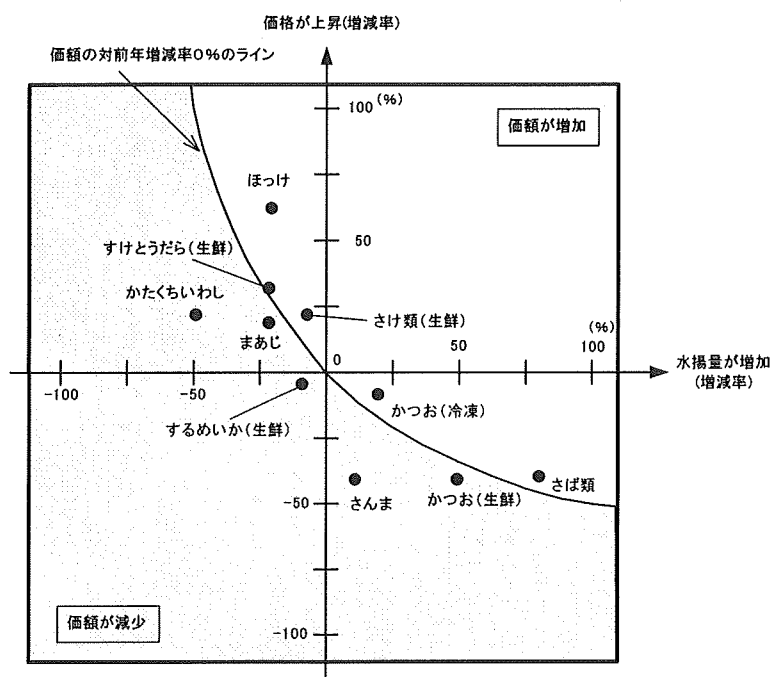 価格が上昇(増減率)
価額の対前年増減率0%のライン
100
(%)
価額が増加
ほっけ
50
すけとうだら(生鮮)
かたくちいわし
さけ類(生鮮)
まあじ
(%)
0
50
100
-100
-50
水揚量が増加
(増減率)
かつお(冷凍)
するめいか(生鮮)
さんま
かつお(生鮮)
さば類
-50
価額が減少
-100